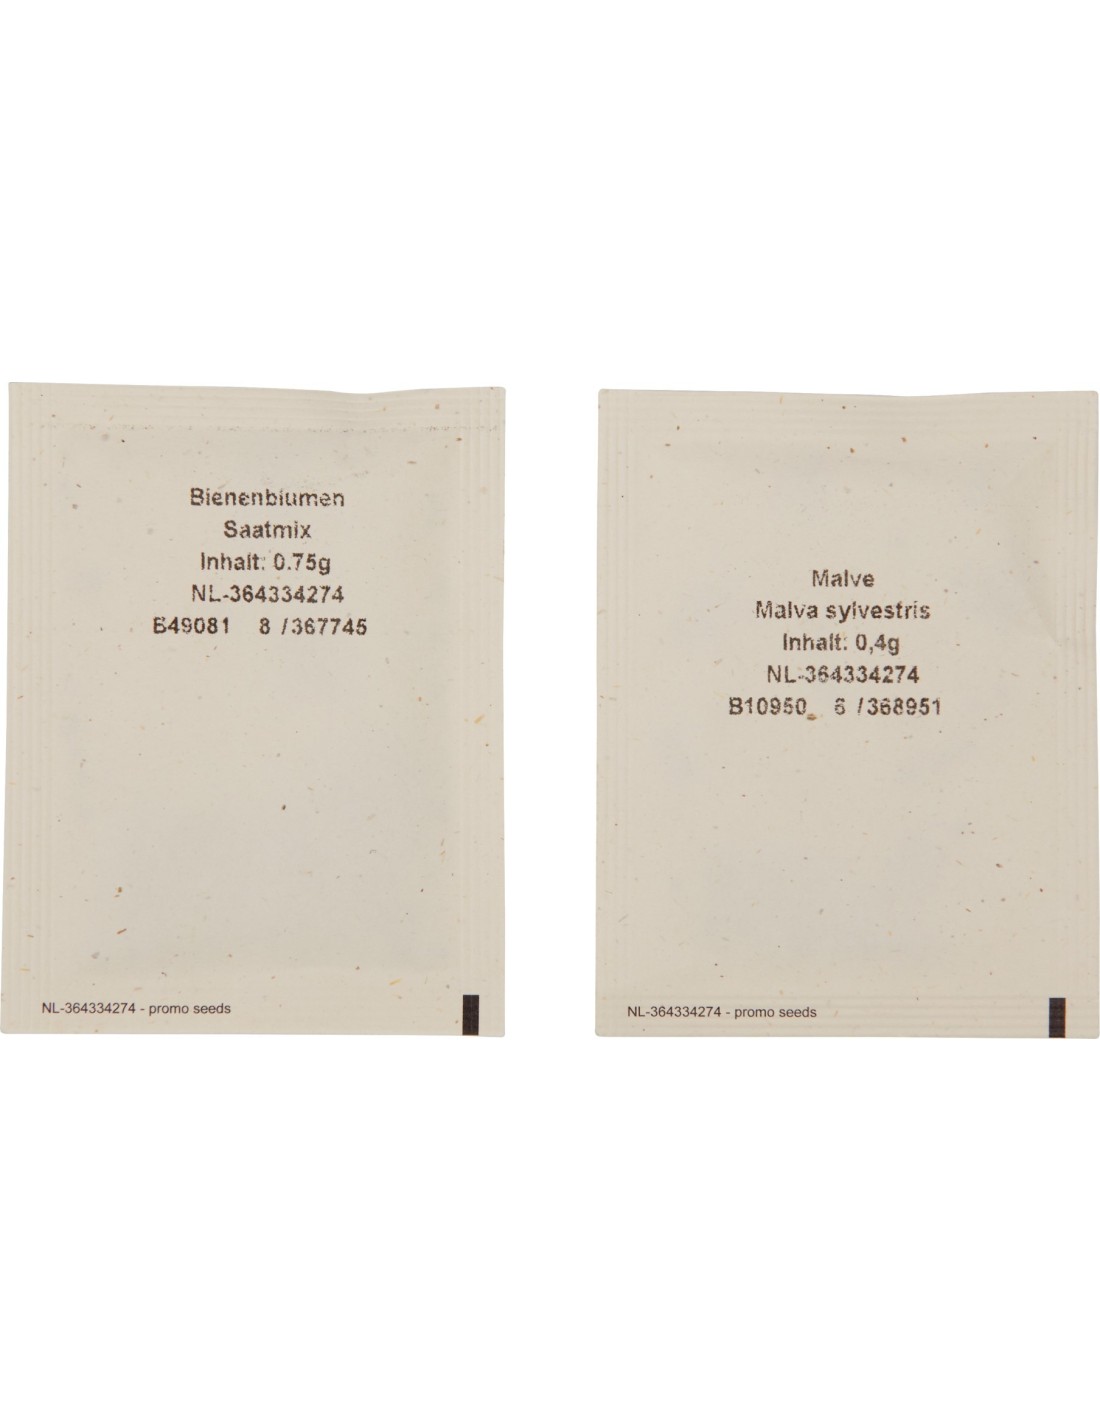 Bienenblumen
Saatmix
Inhalt: 0.75g
NL-364334274
B49081 8 /367745
NL-364334274 - promo seeds
Malve
Malva sylvestris
Inhalt: 0,4g
NL-364334274
B10950 6 /368951
NL-364334274 - promo seeds